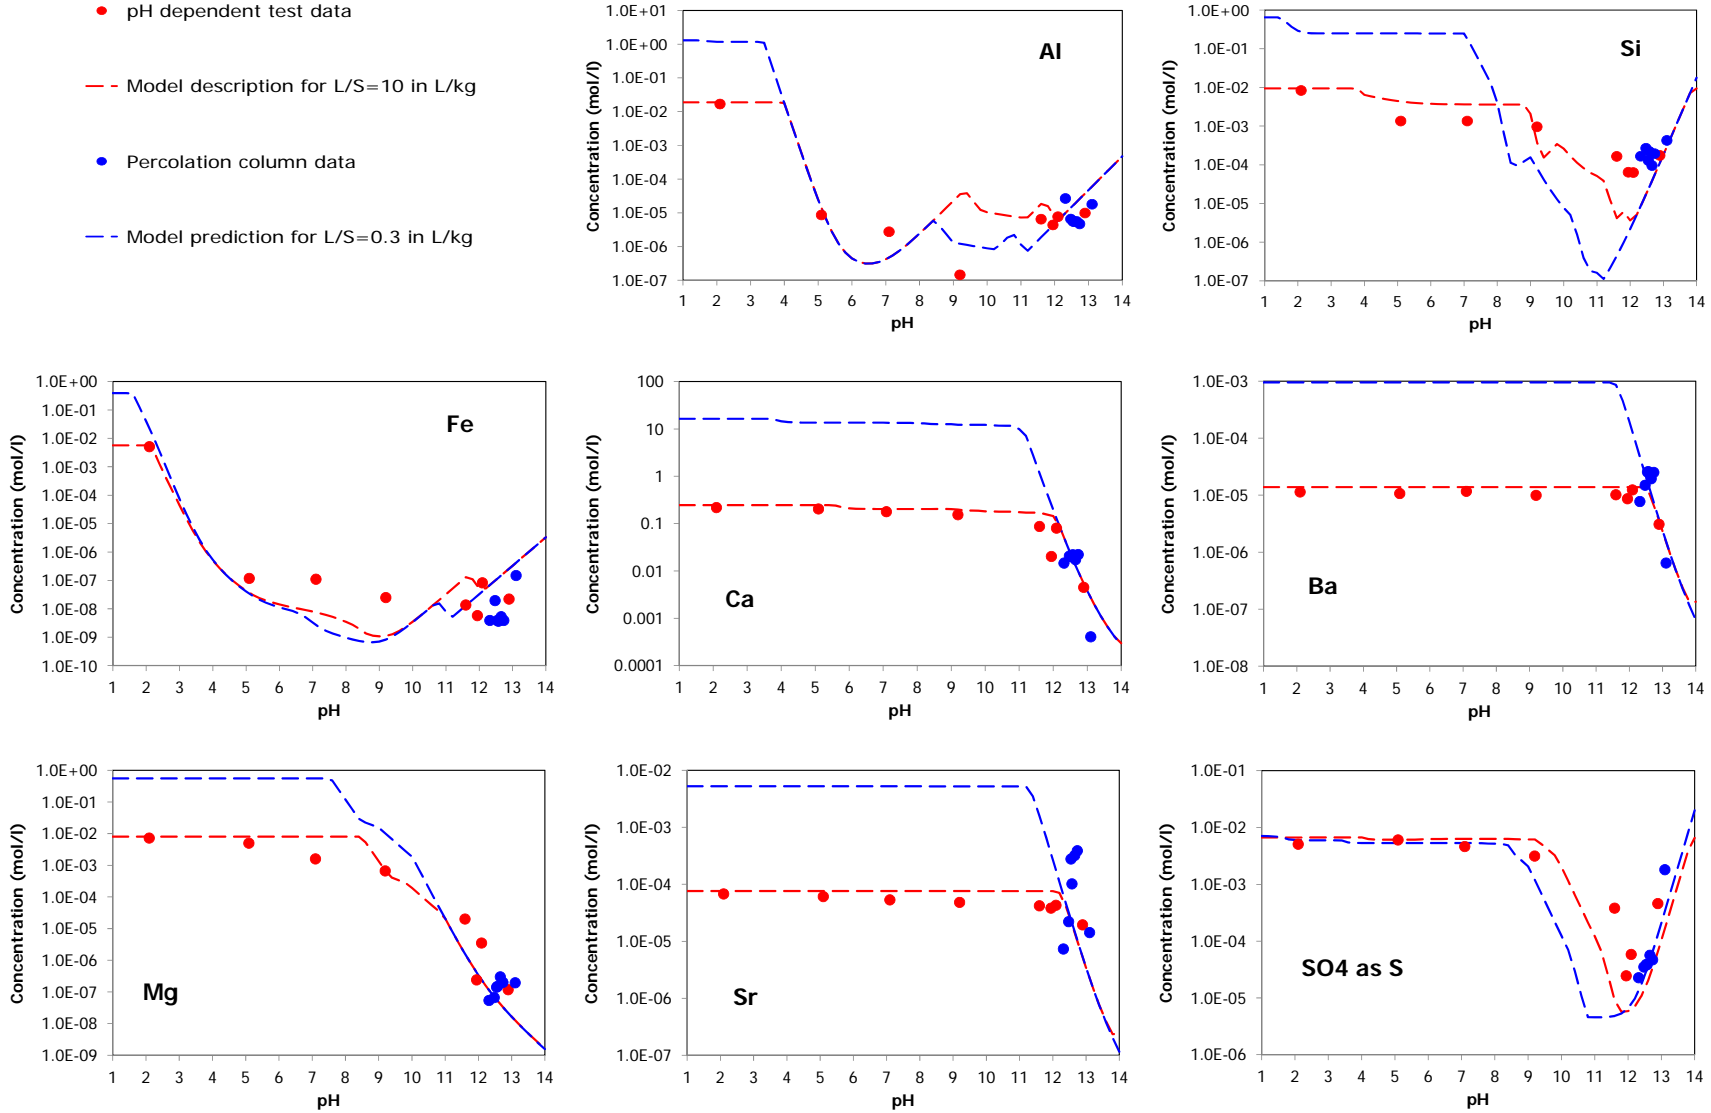 pH dependent test data
Model description for L/S=10 in L/kg
Percolation column data
Model prediction for L/S=0.3 in L/kg
Al
Concentration (mol/l)
1.0E+01
1.0E+00
1.0E-01
1.0E-02
1.0E-03
1.0E-04
1.0E-05
1.0E-06
1.0E-07
1 2 3 4 5 6 7 8 9 10 11 12 13 14
pH
Si
Concentration (mol/l)
1.0E+00
1.0E-01
1.0E-02
1.0E-03
1.0E-04
1.0E-05
1.0E-06
1.0E-07
1 2 3 4 5 6 7 8 9 10 11 12 13 14
pH
Fe
Concentration (mol/l)
1.0E+00
1.0E-01
1.0E-02
1.0E-03
1.0E-04
1.0E-05
1.0E-06
1.0E-07
1.0E-08
1.0E-09
1.0E-10
1 2 3 4 5 6 7 8 9 10 11 12 13 14
pH
Ca
Concentration (mol/l)
100
10
1
0.1
0.01
0.001
0.0001
1 2 3 4 5 6 7 8 9 10 11 12 13 14
pH
Ba
Concentration (mol/l)
1.0E-03
1.0E-04
1.0E-05
1.0E-06
1.0E-07
1.0E-08
1 2 3 4 5 6 7 8 9 10 11 12 13 14
pH
Mg
Concentration (mol/l)
1.0E+00
1.0E-01
1.0E-02
1.0E-03
1.0E-04
1.0E-05
1.0E-06
1.0E-07
1.0E-08
1.0E-09
1 2 3 4 5 6 7 8 9 10 11 12 13 14
pH
Sr
Concentration (mol/l)
1.0E-02
1.0E-03
1.0E-04
1.0E-05
1.0E-06
1.0E-07
1 2 3 4 5 6 7 8 9 10 11 12 13 14
pH
SO4 as S
Concentration (mol/l)
1.0E-01
1.0E-02
1.0E-03
1.0E-04
1.0E-05
1.0E-06
1 2 3 4 5 6 7 8 9 10 11 12 13 14
pH